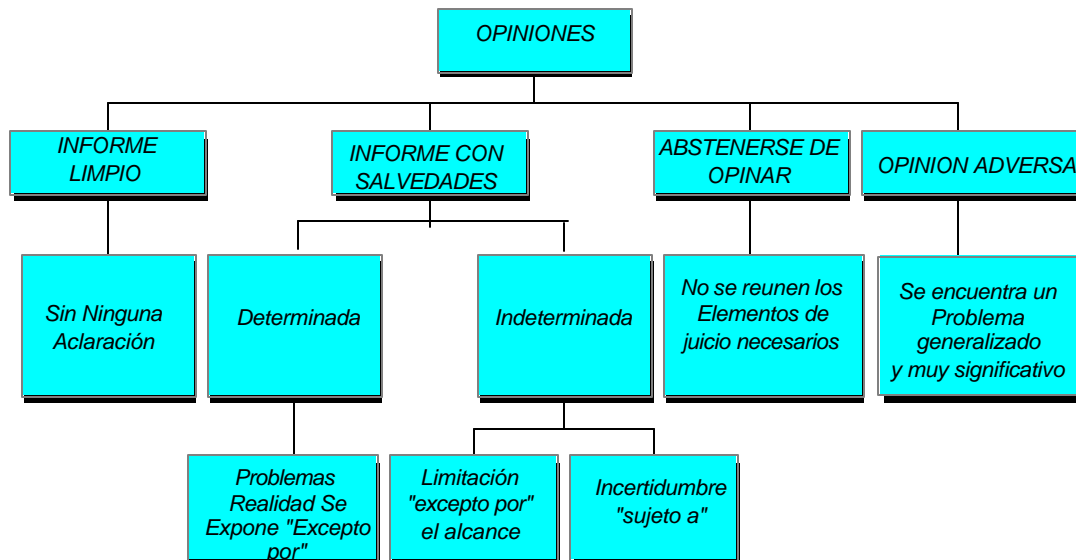 OPINIONES
INFORME
LIMPIO
INFORME CON
SALVEDADES
ABSTENERSE DE
OPINAR
OPINION ADVERSA
Sin Ninguna
Aclaración
Determinada
Indeterminada
No se reunen los
Elementos de
juicio necesarios
Se encuentra un
Problema
generalizado
y muy significativo
Problemas
Realidad Se
Expone "Excepto
por"
Limitación
"excepto por"
el alcance
Incertidumbre
"sujeto a"